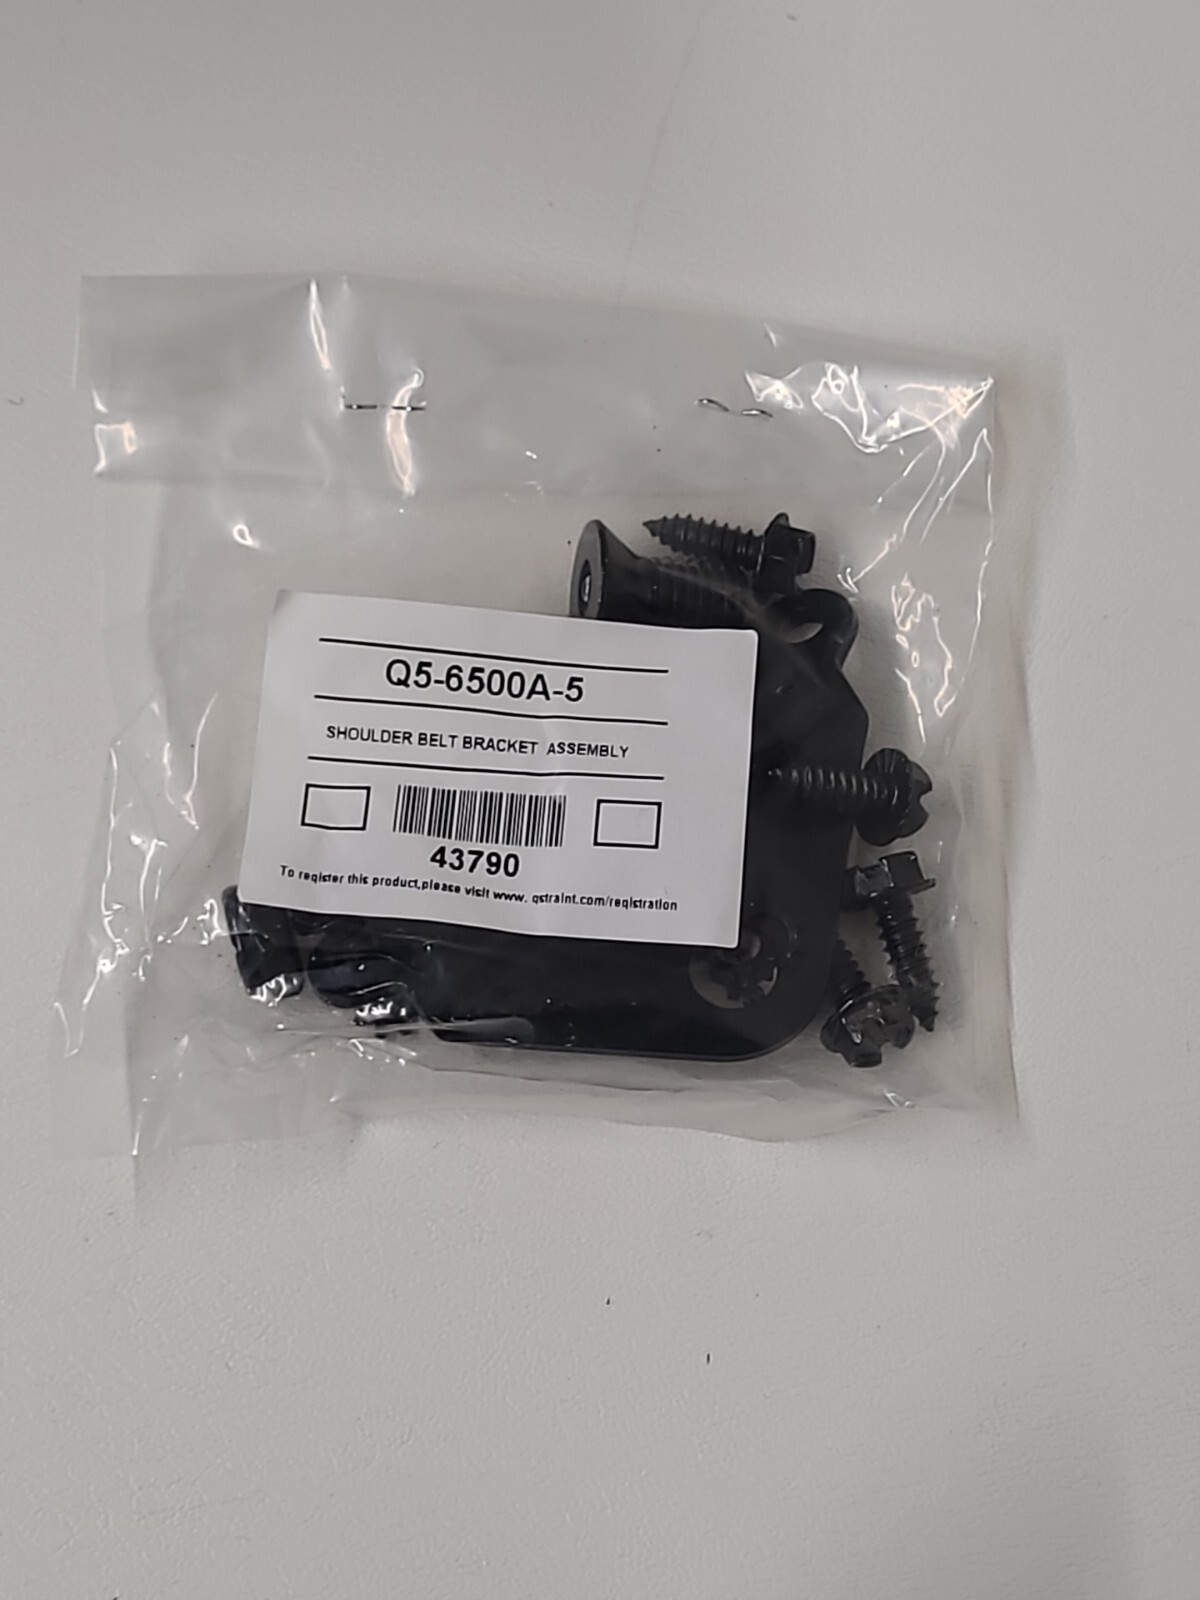 Q5-6500A-5
SHOULDER BELT BRACKET ASSEMBLY
43790
To register this product,please visit www. qstraint.com/registration